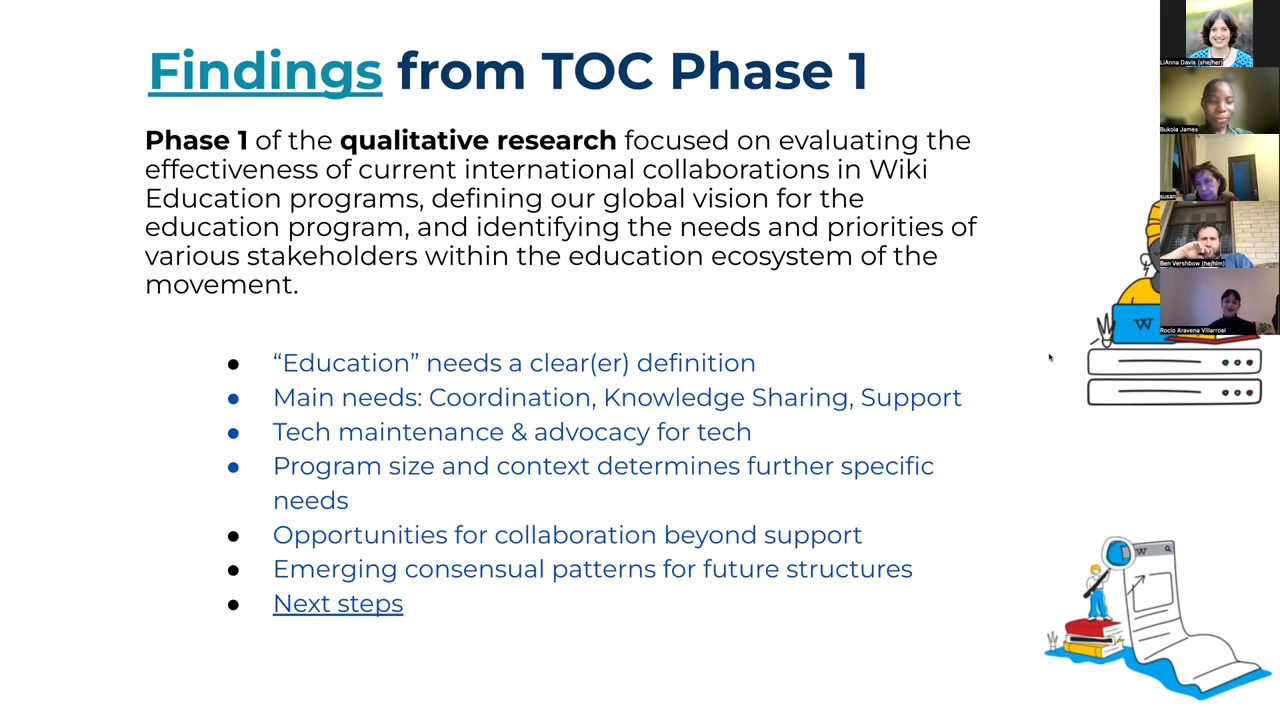 Findings from TOC Phase 1
Phase 1 of the qualitative research focused on evaluating the
effectiveness of current international collaborations in Wiki
Education programs, defining our global vision for the
education program, and identifying the needs and priorities of
various stakeholders within the education ecosystem of the
movement.
● “Education” needs a clear(er) definition
● Main needs: Coordination, Knowledge Sharing, Support
● Tech maintenance & advocacy for tech
● Program size and context determines further specific
needs
● Opportunities for collaboration beyond support
● Emerging consensual patterns for future structures
● Next steps
LiAnna Davis (she/her)
Bukola James
susan
Ben Vershbow (he/him)
Rocío Aravena Villarroel
W
W